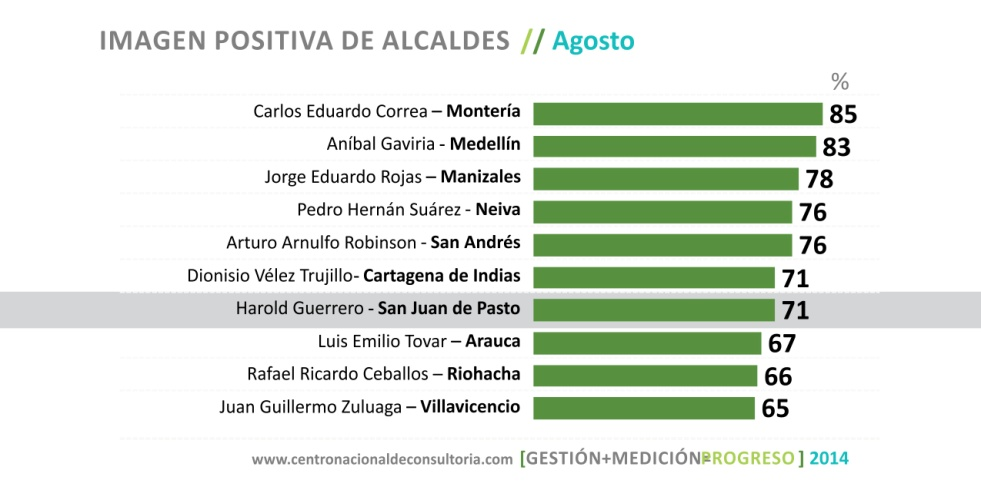 IMAGEN POSITIVA DE ALCALDES // Agosto
%
Carlos Eduardo Correa – Montería 85
Aníbal Gaviria - Medellín 83
Jorge Eduardo Rojas – Manizales 78
Pedro Hernán Suárez - Neiva 76
Arturo Arnulfo Robinson - San Andrés 76
Dionisio Vélez Trujillo- Cartagena de Indias 71
Harold Guerrero - San Juan de Pasto 71
Luis Emilio Tovar – Arauca 67
Rafael Ricardo Ceballos – Riohacha 66
Juan Guillermo Zuluaga – Villavicencio 65
www.centronacionaldeconsultoria.com [GESTIÓN+MEDICIÓN=PROGRESO] 2014